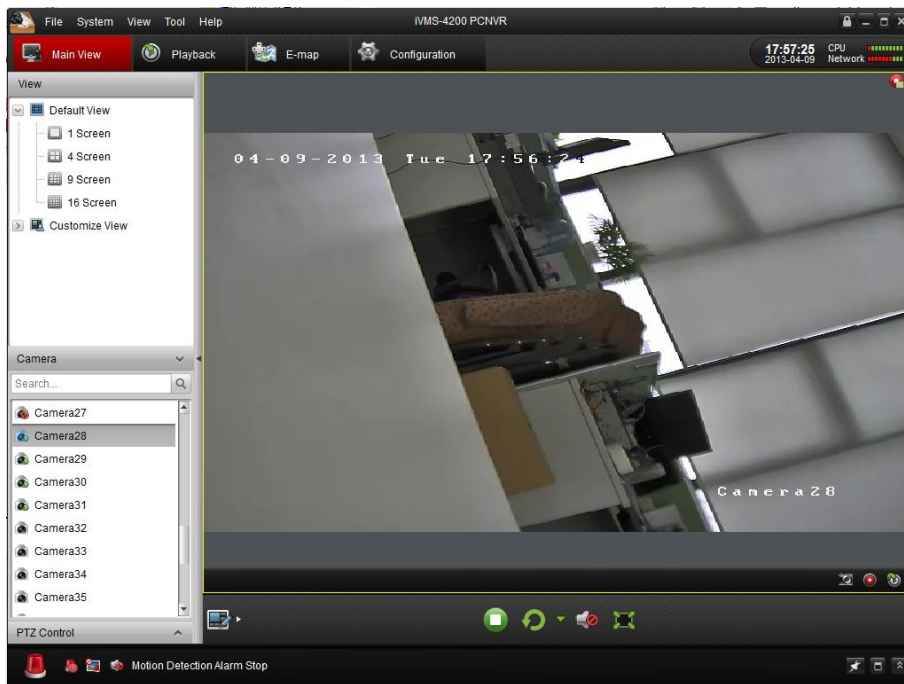 File System View Tool Help iVMS-4200 PCNVR
Main View Playback E-map Configuration 17:57:25 CPU
2013-04-09 Network
View
Default View
1 Screen
4 Screen
9 Screen
16 Screen
Customize View
04-09-2013 Tue 17:56:24
Camera
Search...
Camera27
Camera28
Camera29
Camera30
Camera31
Camera32
Camera33
Camera34
Camera35
Camera28
PTZ Control
Motion Detection Alarm Stop